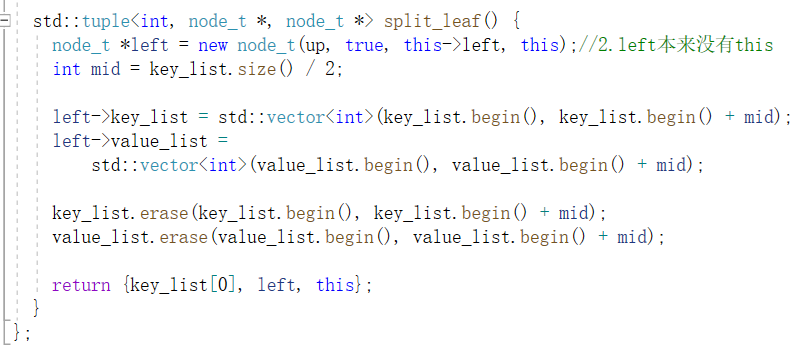 std::tuple<int, node_t *, node_t *> split_leaf() {
node_t *left = new node_t(up, true, this->left, this);//2.left本来没有this
int mid = key_list.size() / 2;
left->key_list = std::vector<int>(key_list.begin(), key_list.begin() + mid);
left->value_list =
std::vector<int>(value_list.begin(), value_list.begin() + mid);
key_list.erase(key_list.begin(), key_list.begin() + mid);
value_list.erase(value_list.begin(), value_list.begin() + mid);
return {key_list[0], left, this};
}
};